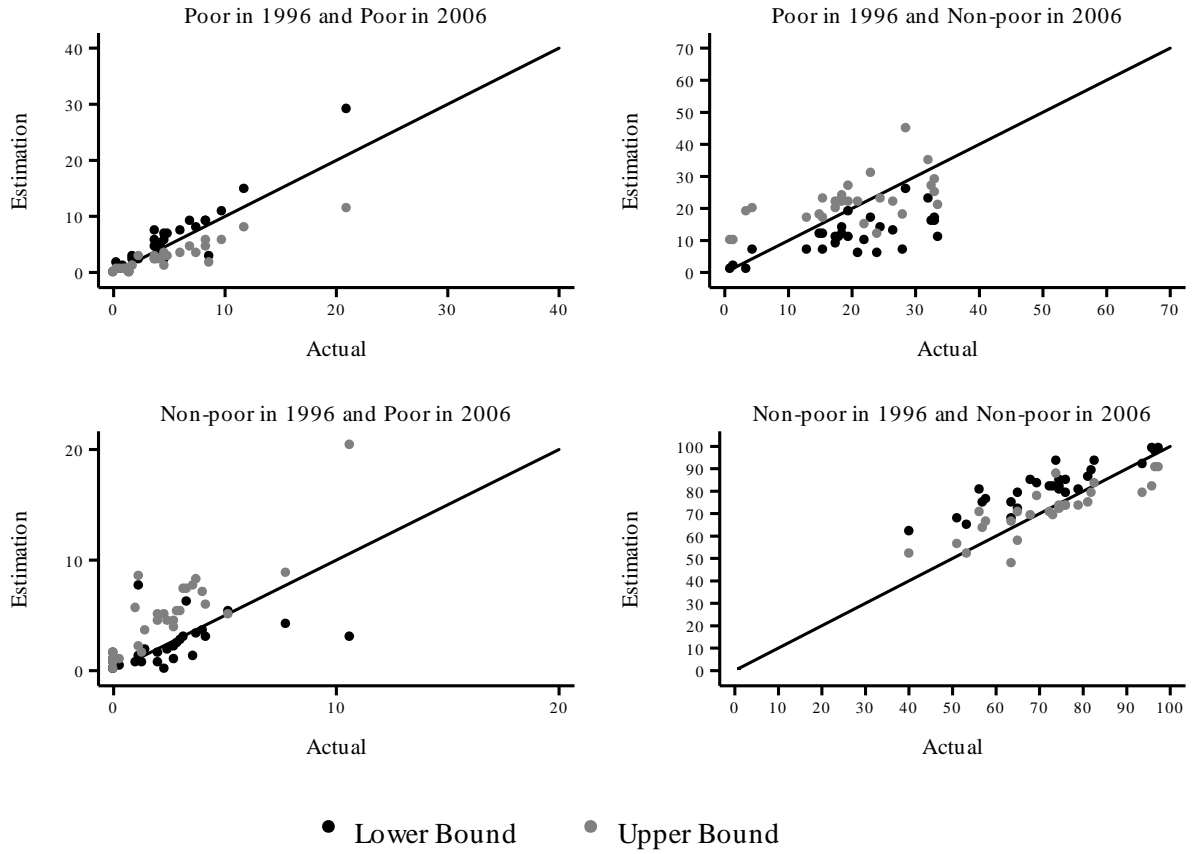 Poor in 1996 and Poor in 2006
40
30
20
10
0
0 10 20 30 40
Estimation
Actual
Poor in 1996 and Non-poor in 2006
70
60
50
40
30
20
10
0
0 10 20 30 40 50 60 70
Estimation
Actual
Non-poor in 1996 and Poor in 2006
20
10
0
0 10 20
Estimation
Actual
Non-poor in 1996 and Non-poor in 2006
100
90
80
70
60
50
40
30
20
10
0
0 10 20 30 40 50 60 70 80 90 100
Estimation
Actual
Lower Bound Upper Bound